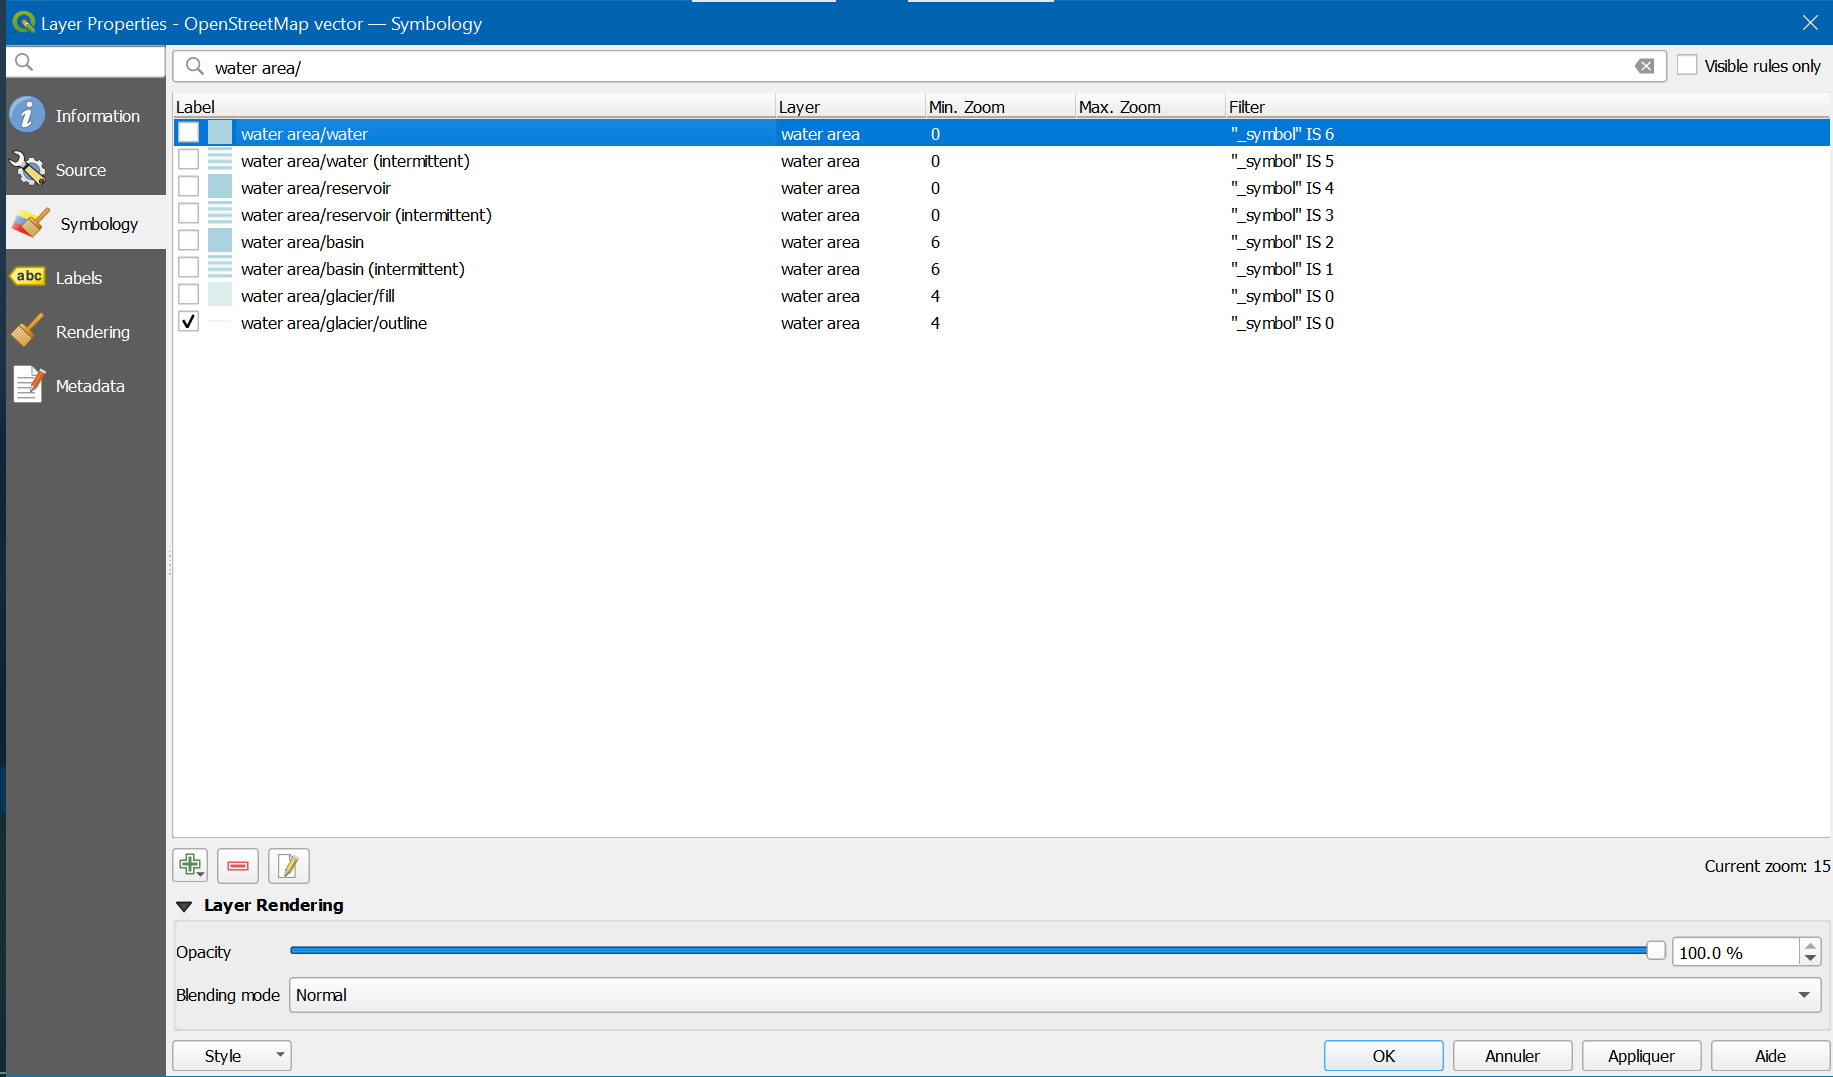 Layer Properties - OpenStreetMap vector — Symbology
water area/
Visible rules only
Information
Source
Symbology
abc Labels
Rendering
Metadata
Label Layer Min. Zoom Max. Zoom Filter
water area/water water area 0 "_symbol" IS 6
water area/water (intermittent) water area 0 "_symbol" IS 5
water area/reservoir water area 0 "_symbol" IS 4
water area/reservoir (intermittent) water area 0 "_symbol" IS 3
water area/basin water area 6 "_symbol" IS 2
water area/basin (intermittent) water area 6 "_symbol" IS 1
water area/glacier/fill water area 4 "_symbol" IS 0
water area/glacier/outline water area 4 "_symbol" IS 0
Current zoom: 15
Layer Rendering
Opacity 100.0 %
Blending mode Normal
Style OK Annuler Appliquer Aide